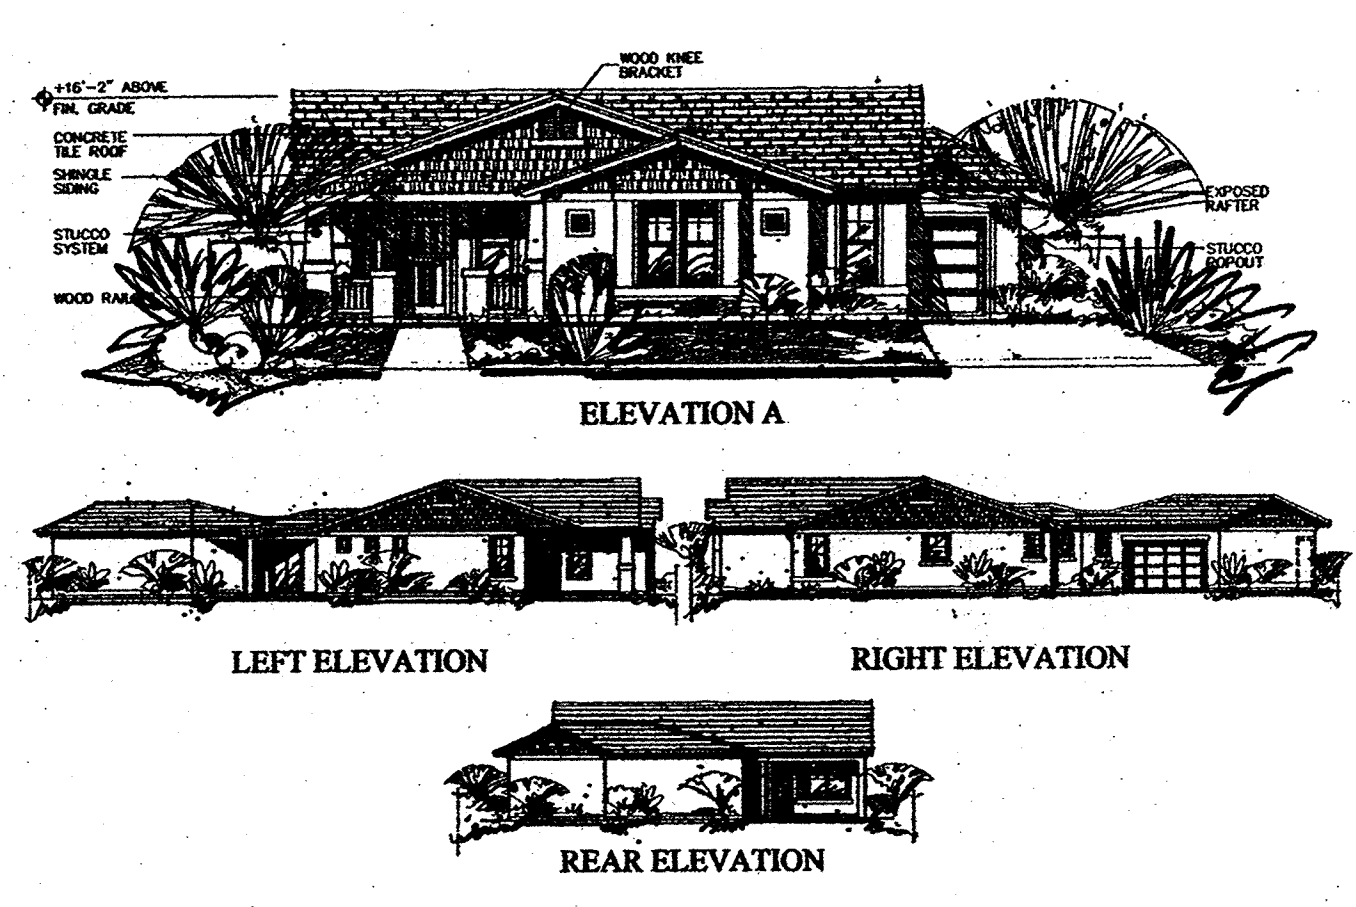 WOOD KNEE
BRACKET
+16'-2" ABOVE
FIN. GRADE
CONCRETE
TILE ROOF
SHINGLE
SIDING
STUCCO
SYSTEM
WOOD RAIL
EXPOSED
RAFTER
STUCCO
POPOUT
ELEVATION A
LEFT ELEVATION
RIGHT ELEVATION
REAR ELEVATION